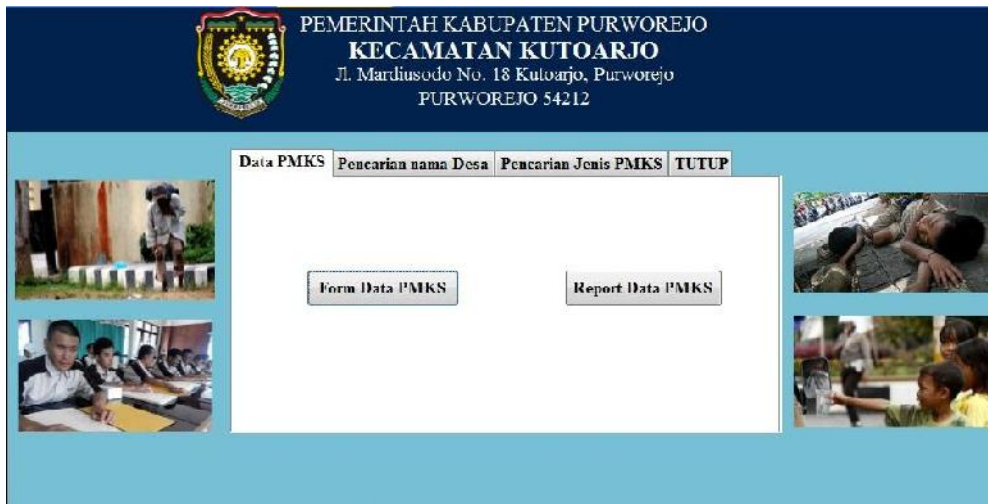 PEMERINTAH KABUPATEN PURWOREJO
KECAMATAN KUTOARJO
Jl. Mardiusodo No. 18 Kutoarjo, Purworejo
PURWOREJO 54212
Data PMKS Pencarian nama Desa Pencarian Jenis PMKS TUTUP
Form Data PMKS Report Data PMKS